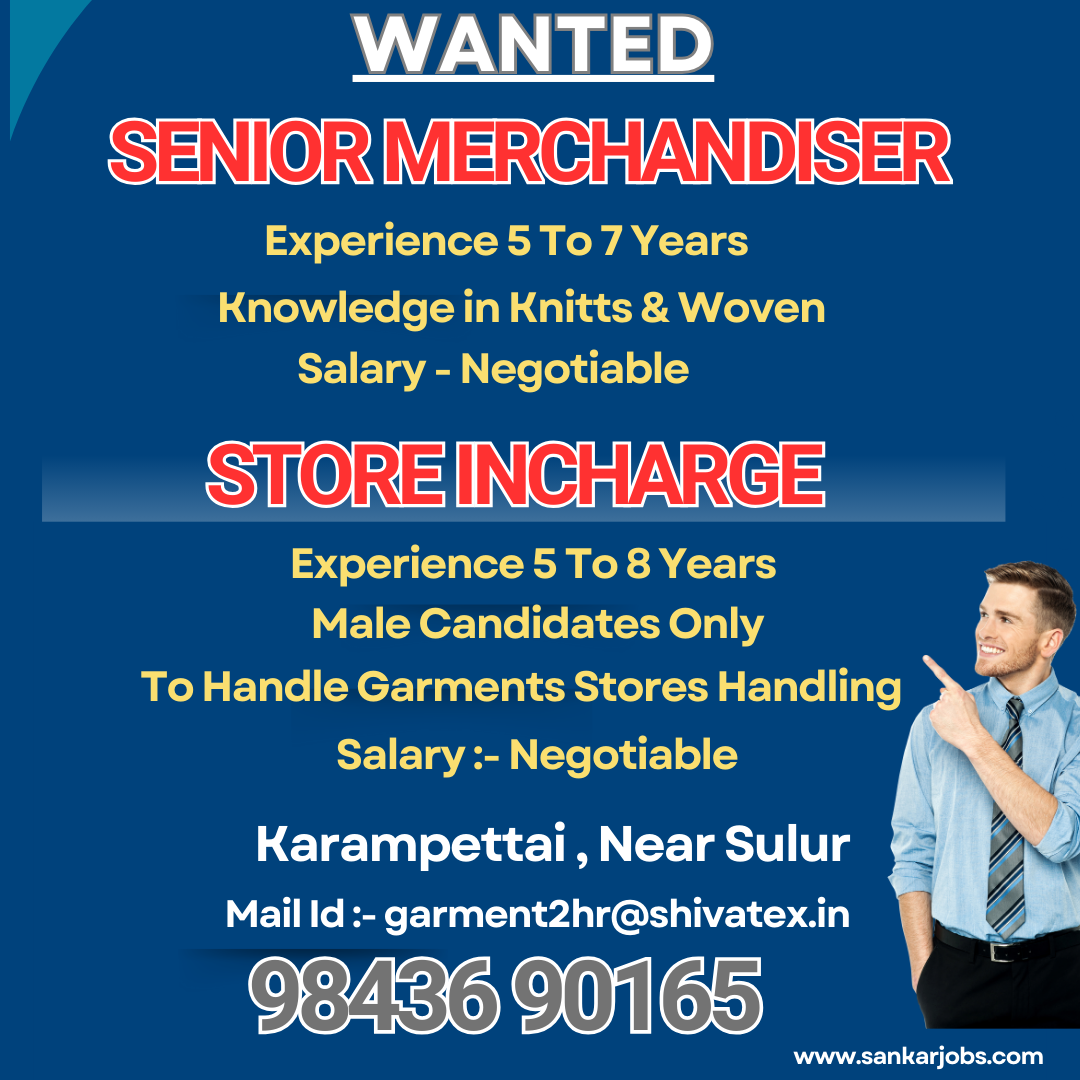 WANTED
SENIOR MERCHANDISER
Experience 5 To 7 Years
Knowledge in Knitts & Woven
Salary - Negotiable
STORE INCHARGE
Experience 5 To 8 Years
Male Candidates Only
To Handle Garments Stores Handling
Salary :- Negotiable
Karampettai , Near Sulur
Mail Id :- garment2hr@shivatex.in
98436 90165
www.sankarjobs.com